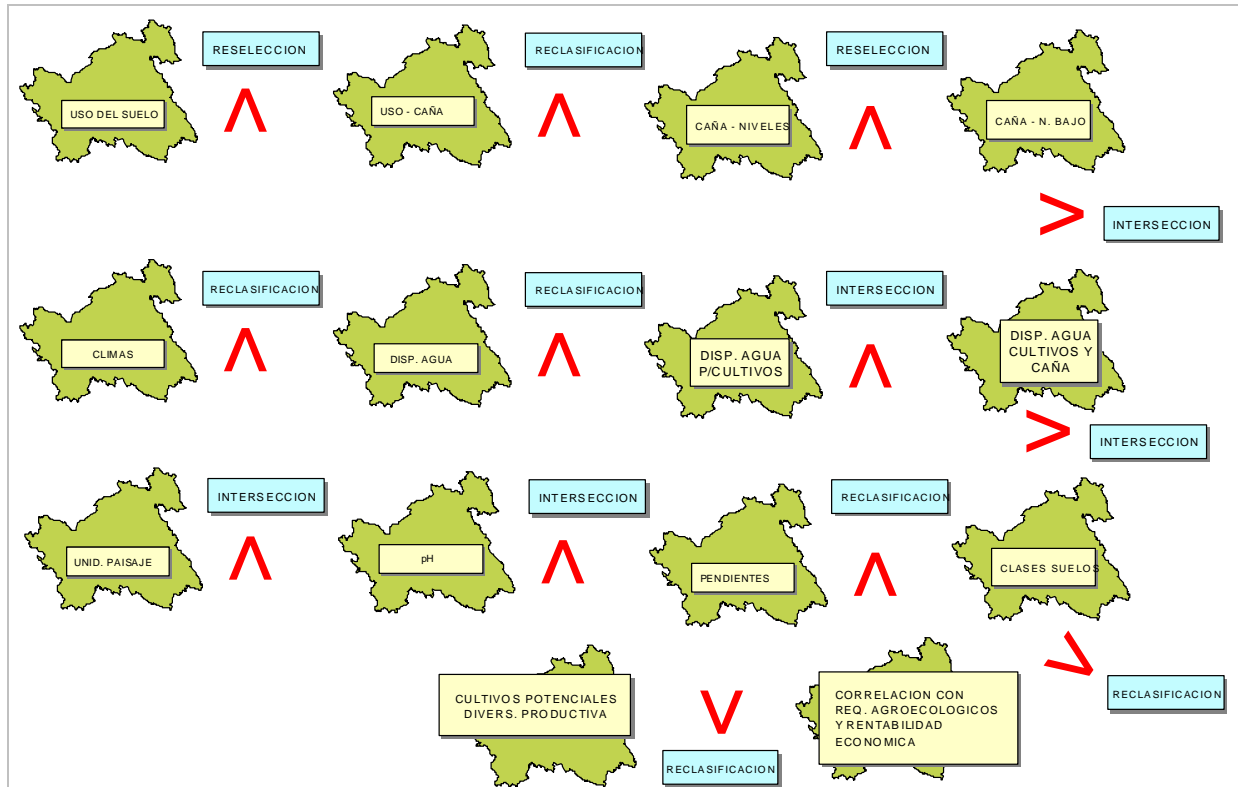 RESELECCION
RECLASIFICACION
RESELECCION
USO DEL SUELO
USO - CAÑA
CAÑA - NIVELES
CAÑA - N. BAJO
INTERSECCION
RECLASIFICACION
RECLASIFICACION
INTERSECCION
CLIMAS
DISP. AGUA
DISP. AGUA
P/CULTIVOS
DISP. AGUA
CULTIVOS Y
CAÑA
INTERSECCION
INTERSECCION
INTERSECCION
RECLASIFICACION
UNID. PAISAJE
pH
PENDIENTES
CLASES SUELOS
CULTIVOS POTENCIALES
DIVERS. PRODUCTIVA
CORRELACION CON
REQ. AGROECOLOGICOS
Y RENTABILIDAD
ECONOMICA
RECLASIFICACION
RECLASIFICACION